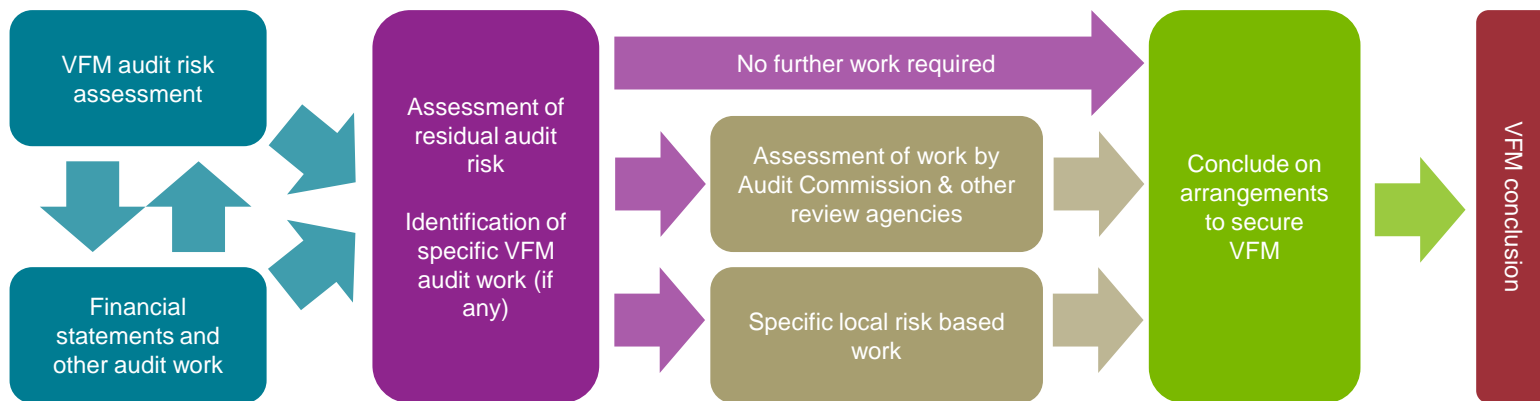 VFM audit risk
assessment
Financial
statements and
other audit work
Assessment of
residual audit
risk
Identification of
specific VFM
audit work (if
any)
No further work required
Assessment of work by
Audit Commission & other
review agencies
Specific local risk based
work
Conclude on
arrangements
to secure
VFM
VFM conclusion